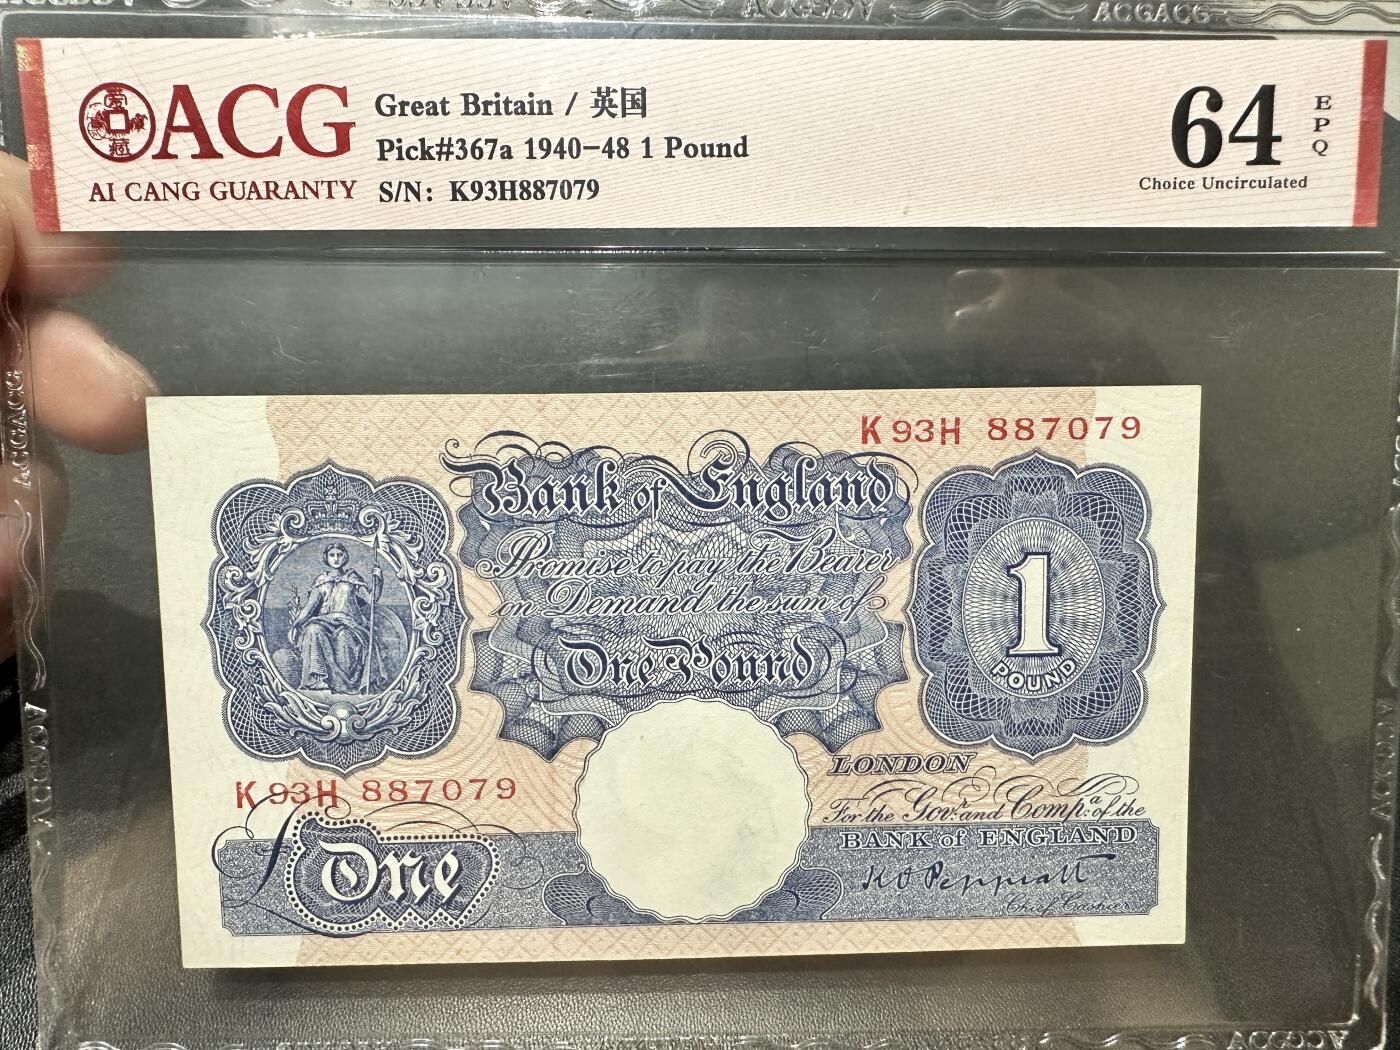 ACGACG
ACG
AI CANG GUARANTY
Great Britain / 英国
Pick#367a 1940-48 1 Pound
S/N: K93H887079
64
EPQ
Choice Uncirculated
K93H 887079
Bank of England
Promise to pay the Bearer
on Demand the sum of
One Pound
1
POUND
K93H 887079
LONDON
For the Govr. and Compa. of the
BANK of ENGLAND
K O Peppiatt
Chief Cashier
£One